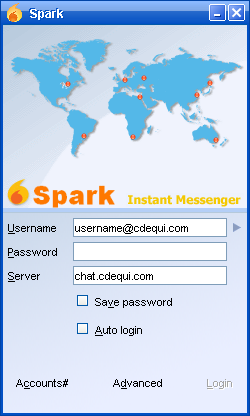 Spark
Spark Instant Messenger
Username username@cdequi.com
Password
Server chat.cdequi.com
Save password
Auto login
Accounts# Advanced Login